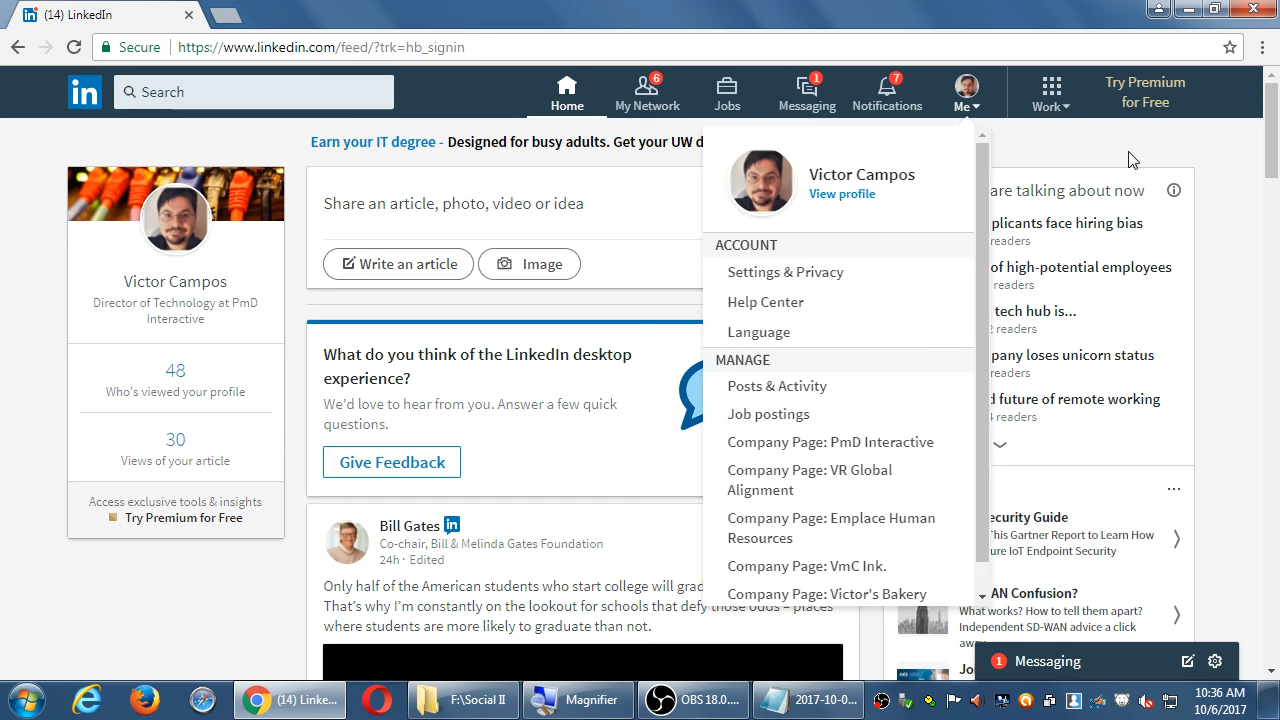 (14) LinkedIn
Secure
https://www.linkedin.com/feed/?trk=hb_signin
in
Search
Home
6
My Network
Jobs
1
Messaging
7
Notifications
Me
Work
Try Premium
for Free
Earn your IT degree - Designed for busy adults. Get your UW d
Victor Campos
Director of Technology at PmD
Interactive
48
Who's viewed your profile
30
Views of your article
Access exclusive tools & insights
Try Premium for Free
Share an article, photo, video or idea
Write an article
Image
What do you think of the LinkedIn desktop
experience?
We'd love to hear from you. Answer a few quick
questions.
Give Feedback
Bill Gates in
Co-chair, Bill & Melinda Gates Foundation
24h · Edited
Only half of the American students who start college will grad
That's why I'm constantly on the lookout for schools that defy those odds – places
where students are more likely to graduate than not.
Victor Campos
View profile
ACCOUNT
Settings & Privacy
Help Center
Language
MANAGE
Posts & Activity
Job postings
Company Page: PmD Interactive
Company Page: VR Global
Alignment
Company Page: Emplace Human
Resources
Company Page: VmC Ink.
Company Page: Victor's Bakery
are talking about now
plicants face hiring bias
readers
of high-potential employees
readers
tech hub is...
2 readers
pany loses unicorn status
readers
d future of remote working
4 readers
...
ecurity Guide
This Gartner Report to Learn How
ure IoT Endpoint Security
AN Confusion?
What works? How to tell them apart?
Independent SD-WAN advice a click
awa
Joi
1 Messaging
(14) Linke...
F:\Social II
Magnifier
OBS 18.0....
2017-10-0...
10:36 AM
10/6/2017